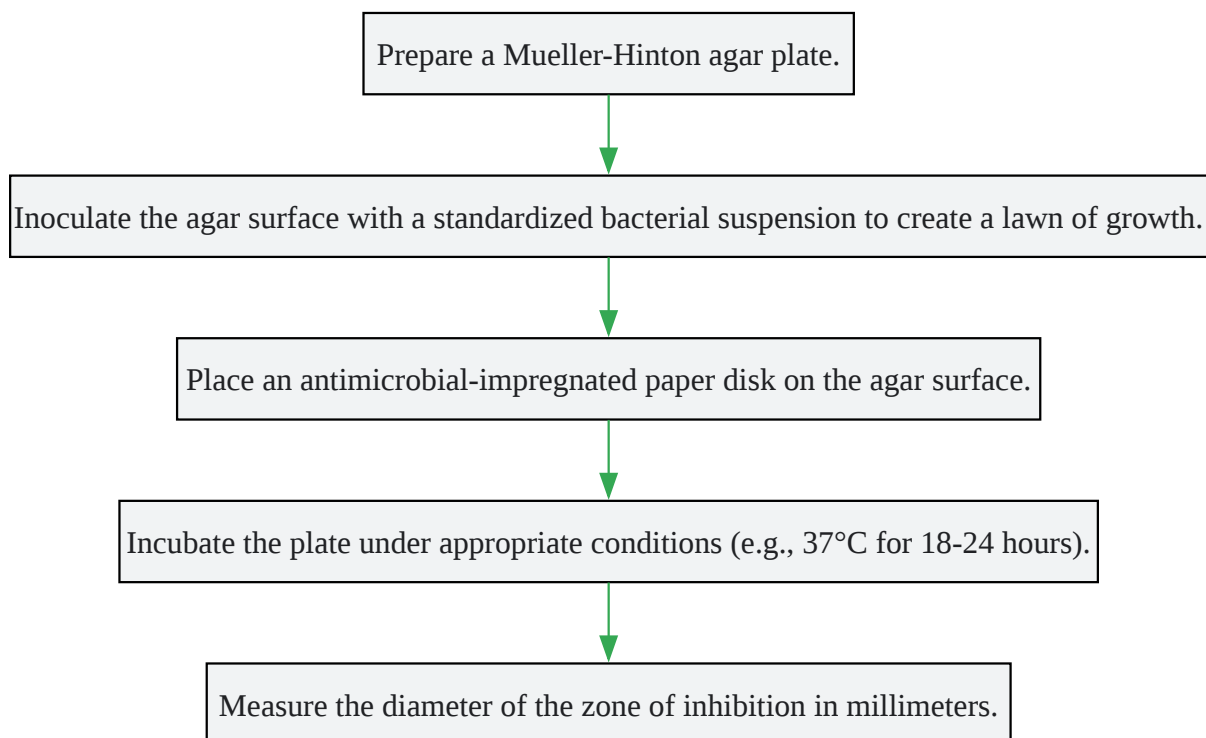 Prepare a Mueller-Hinton agar plate.
Inoculate the agar surface with a standardized bacterial suspension to create a lawn of growth.
Place an antimicrobial-impregnated paper disk on the agar surface.
Incubate the plate under appropriate conditions (e.g., 37°C for 18-24 hours).
Measure the diameter of the zone of inhibition in millimeters.